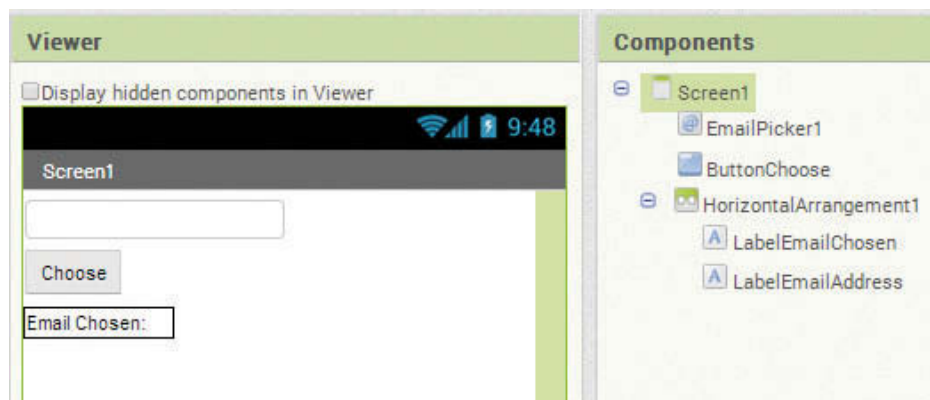 Viewer
Display hidden components in Viewer
9:48
Screen1
Choose
Email Chosen:
Components
Screen1
EmailPicker1
ButtonChoose
HorizontalArrangement1
A LabelEmailChosen
A LabelEmailAddress